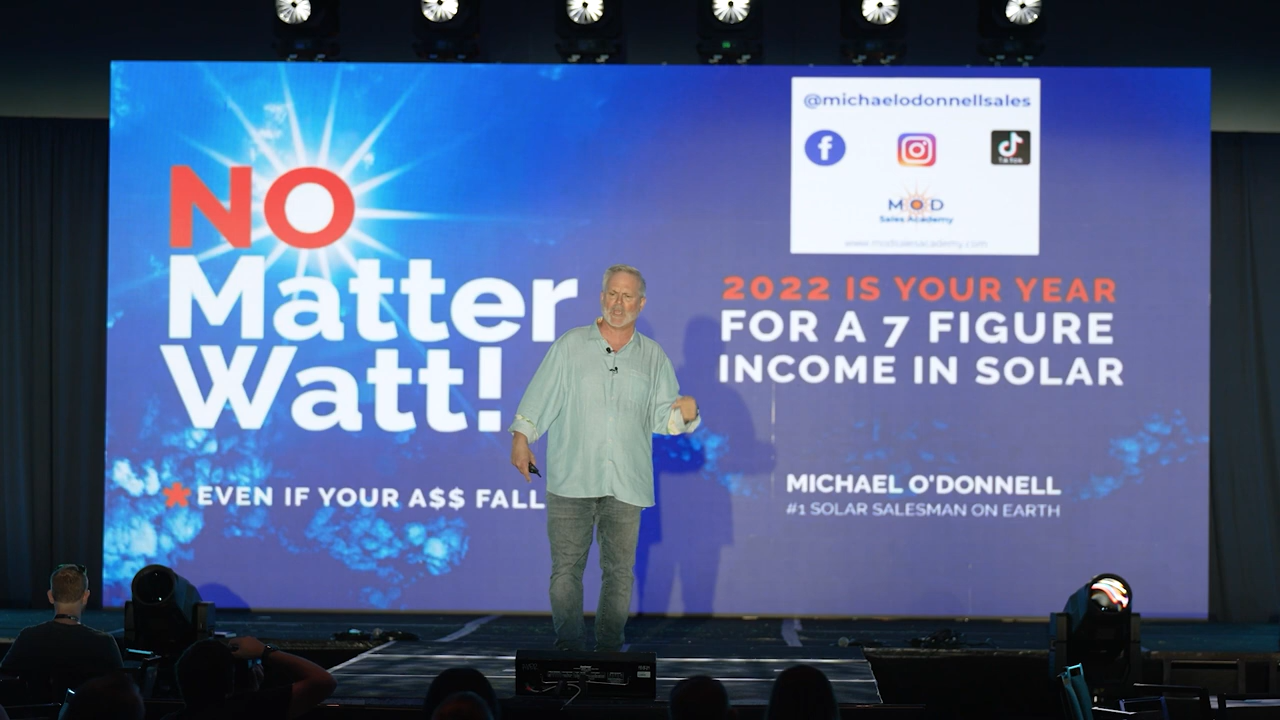 NO
Matter
Watt!
*EVEN IF YOUR A$$ FALL
@michaelodonnellsales
MOD
Sales Academy
www.modsalesacademy.com
2022 IS YOUR YEAR
FOR A 7 FIGURE
INCOME IN SOLAR
MICHAEL O'DONNELL
#1 SOLAR SALESMAN ON EARTH